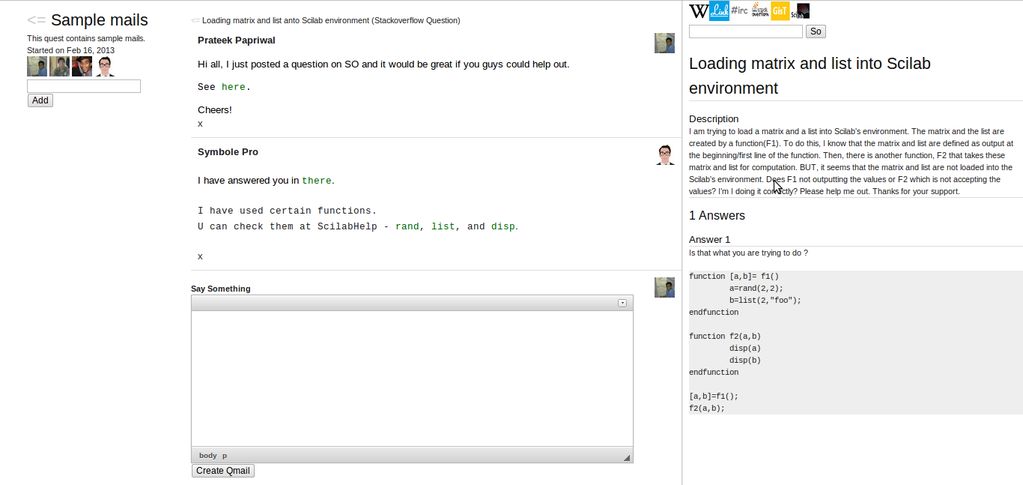 <= Sample mails
This quest contains sample mails.
Started on Feb 16, 2013
Add
<= Loading matrix and list anto Scilab environment (Stackoverflow Question)
Prateek Papriwal
Hi all, I just posted a question on SO and it would be great if you guys could help out.
See here.
Cheers!
x
Symbole Pro
I have answered you in there.
I have used certain functions.
U can check them at ScilabHelp - rand, list, and disp.
x
Say Something
body p
Create Qmail
W
eLink
#irc
GisT
So
Loading matrix and list into Scilab
environment
Description
I am trying to load a matrix and a list into Scilab's environment. The matrix and the list are
created by a function(F1). To do this, I know that the matrix and list are defined as output at
the beginning/first line of the function. Then, there is another function, F2 that takes these
matrix and list for computation. BUT, it seems that the matrix and list are not loaded into the
Scilab's environment. Does F1 not outputting the values or F2 which is not accepting the
values? I'm I doing it correctly? Please help me out. Thanks for your support.
1 Answers
Answer 1
Is that what you are trying to do ?
function [a,b]= f1()
a=rand(2,2);
b=list(2,"foo");
endfunction
function f2(a,b)
disp(a)
disp(b)
endfunction
[a,b]=f1();
f2(a,b);